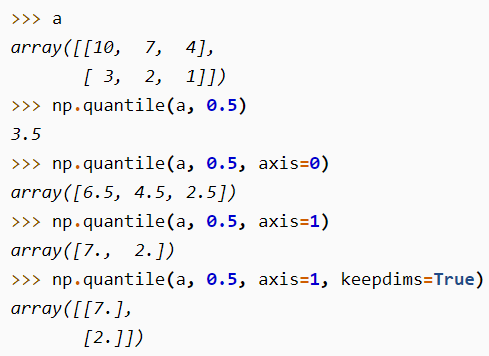 >>> a
array([[10,  7,  4],
       [ 3,  2,  1]])
>>> np.quantile(a, 0.5)
3.5
>>> np.quantile(a, 0.5, axis=0)
array([6.5, 4.5, 2.5])
>>> np.quantile(a, 0.5, axis=1)
array([7.,  2.])
>>> np.quantile(a, 0.5, axis=1, keepdims=True)
array([[7.],
       [2.]])